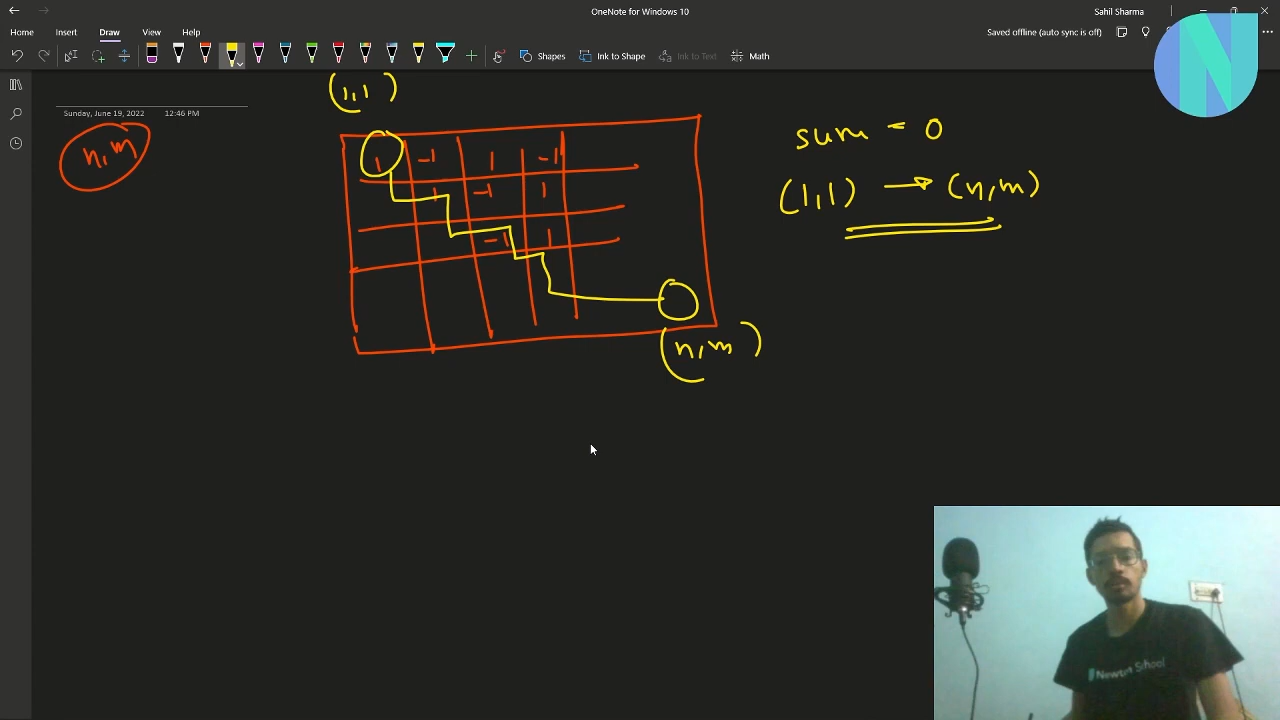 OneNote for Windows 10
Sahil Sharma
Home Insert Draw View Help
Saved offline (auto sync is off)
Shapes Ink to Shape Ink to Text Math
Sunday, June 19, 2022 12:46 PM
n,m
(1,1)
1 -1 1 -1
1 -1 1
-1 1
(n,m)
sum = 0
(1,1) → (n,m)
Newton School